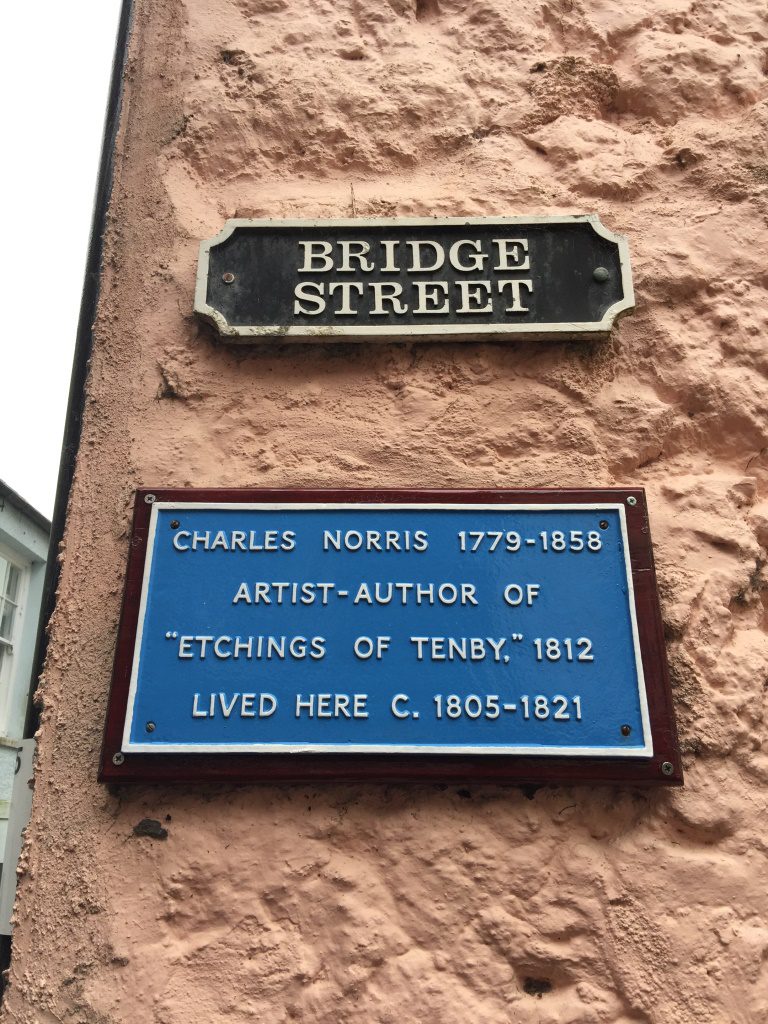 BRIDGE
STREET
CHARLES NORRIS 1779-1858
ARTIST-AUTHOR OF
"ETCHINGS OF TENBY," 1812
LIVED HERE C. 1805-1821